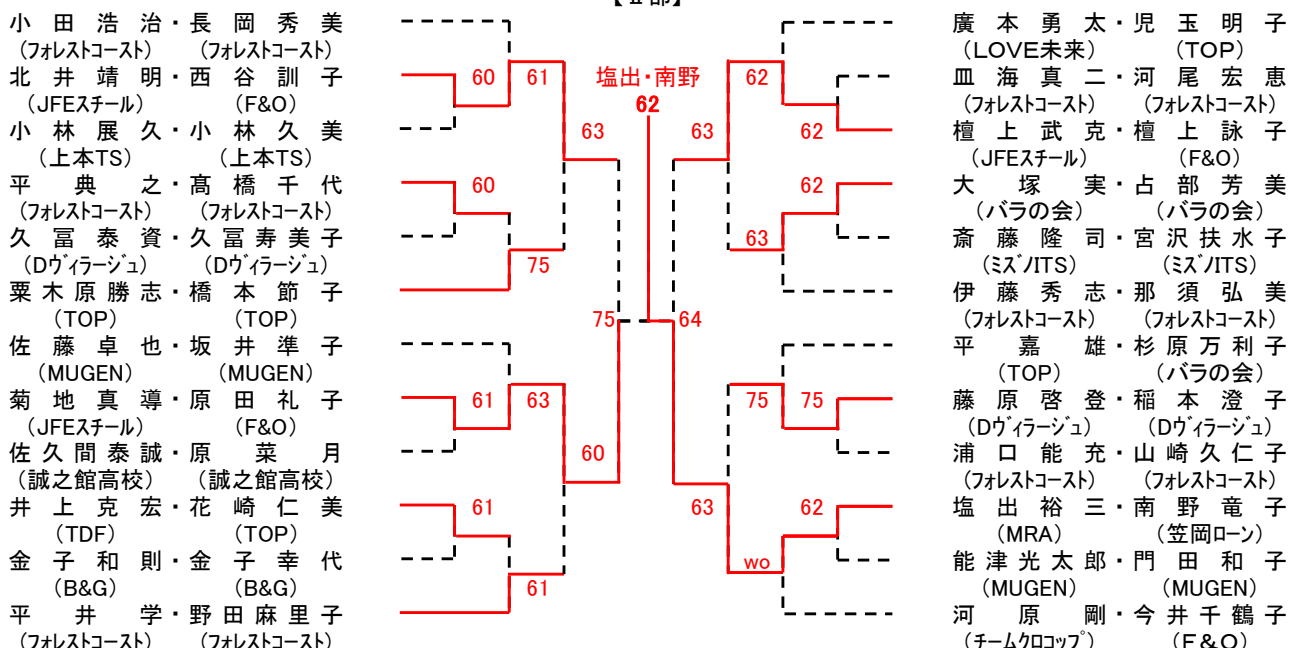 【Ⅱ部】
小田浩治・長岡秀美
(フォレストコースト) (フォレストコースト)
北井靖明・西谷訓子
(JFEスチール) (F&O)
小林展久・小林久美
(上本TS) (上本TS)
平典之・髙橋千代
(フォレストコースト) (フォレストコースト)
久冨泰資・久冨寿美子
(Dヴィラージュ) (Dヴィラージュ)
粟木原勝志・橋本節子
(TOP) (TOP)
佐藤卓也・坂井準子
(MUGEN) (MUGEN)
菊地真導・原田礼子
(JFEスチール) (F&O)
佐久間泰誠・原菜月
(誠之館高校) (誠之館高校)
井上克宏・花崎仁美
(TDF) (TOP)
金子和則・金子幸代
(B&G) (B&G)
平井学・野田麻里子
(フォレストコースト) (フォレストコースト)
60
61
63
60
75
75
61
63
60
61
61
塩出・南野
62
62
63
62
62
63
64
75
75
63
62
wo
廣本勇太・児玉明子
(LOVE未来) (TOP)
皿海真二・河尾宏恵
(フォレストコースト) (フォレストコースト)
檀上武克・檀上詠子
(JFEスチール) (F&O)
大塚実・占部芳美
(バラの会) (バラの会)
斎藤隆司・宮沢扶水子
(ミズノITS) (ミズノITS)
伊藤秀志・那須弘美
(フォレストコースト) (フォレストコースト)
平嘉雄・杉原万利子
(TOP) (バラの会)
藤原啓登・稲本澄子
(Dヴィラージュ) (Dヴィラージュ)
浦口能充・山崎久仁子
(フォレストコースト) (フォレストコースト)
塩出裕三・南野竜子
(MRA) (笠岡ローン)
能津光太郎・門田和子
(MUGEN) (MUGEN)
河原剛・今井千鶴子
(チームクロコップ) (F&O)